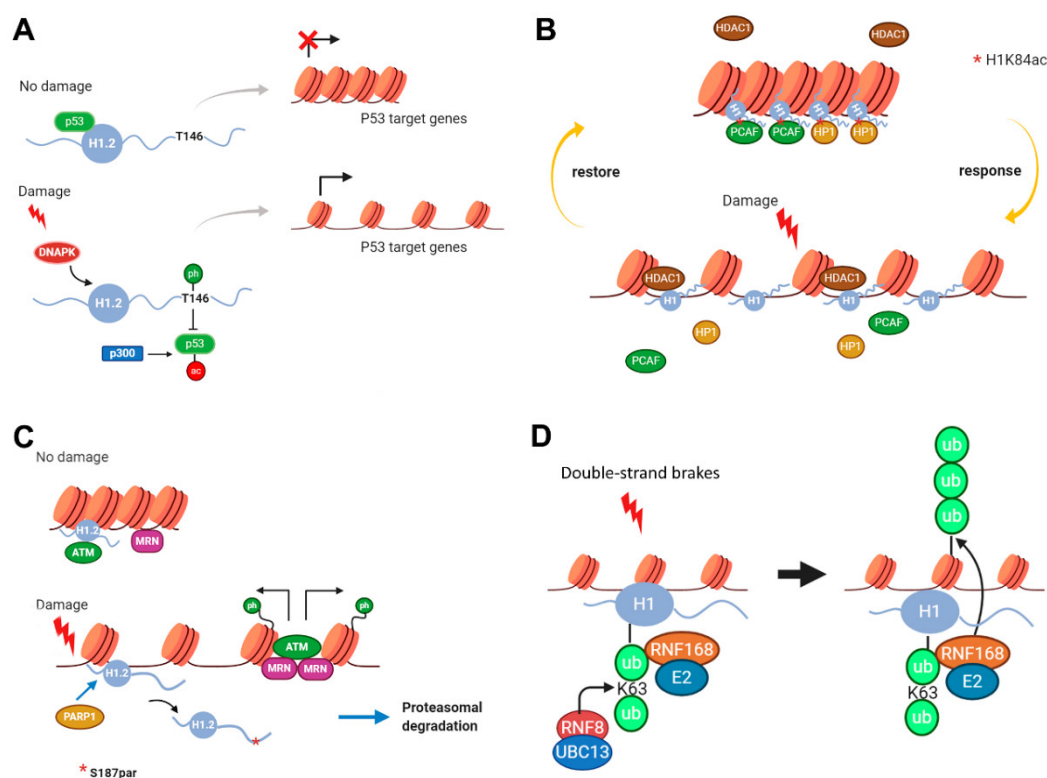 A
No damage
p53
H1.2
T146
P53 target genes
Damage
DNAPK
H1.2
ph
T146
p53
p300
ac
P53 target genes
B
HDAC1
HDAC1
* H1K84ac
H1
H1
H1
H1
PCAF
PCAF
HP1
HP1
restore
response
Damage
HDAC1
HDAC1
H1
H1
H1
H1
HP1
PCAF
HP1
PCAF
C
No damage
H1.2
ATM
MRN
Damage
ph
ph
ATM
MRN
MRN
H1.2
PARP1
H1.2
Proteasomal
degradation
* S187par
D
Double-strand brakes
H1
ub
RNF168
E2
K63
ub
RNF8
UBC13
ub
ub
ub
H1
ub
RNF168
E2
K63
ub